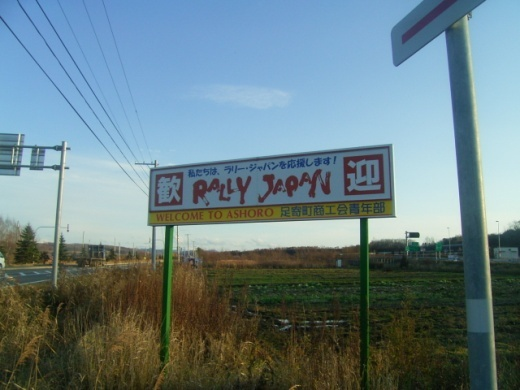 歓迎
私たちは、ラリー・ジャパンを応援します!
RALLY JAPAN
WELCOME TO ASHORO 足寄町商工会青年部